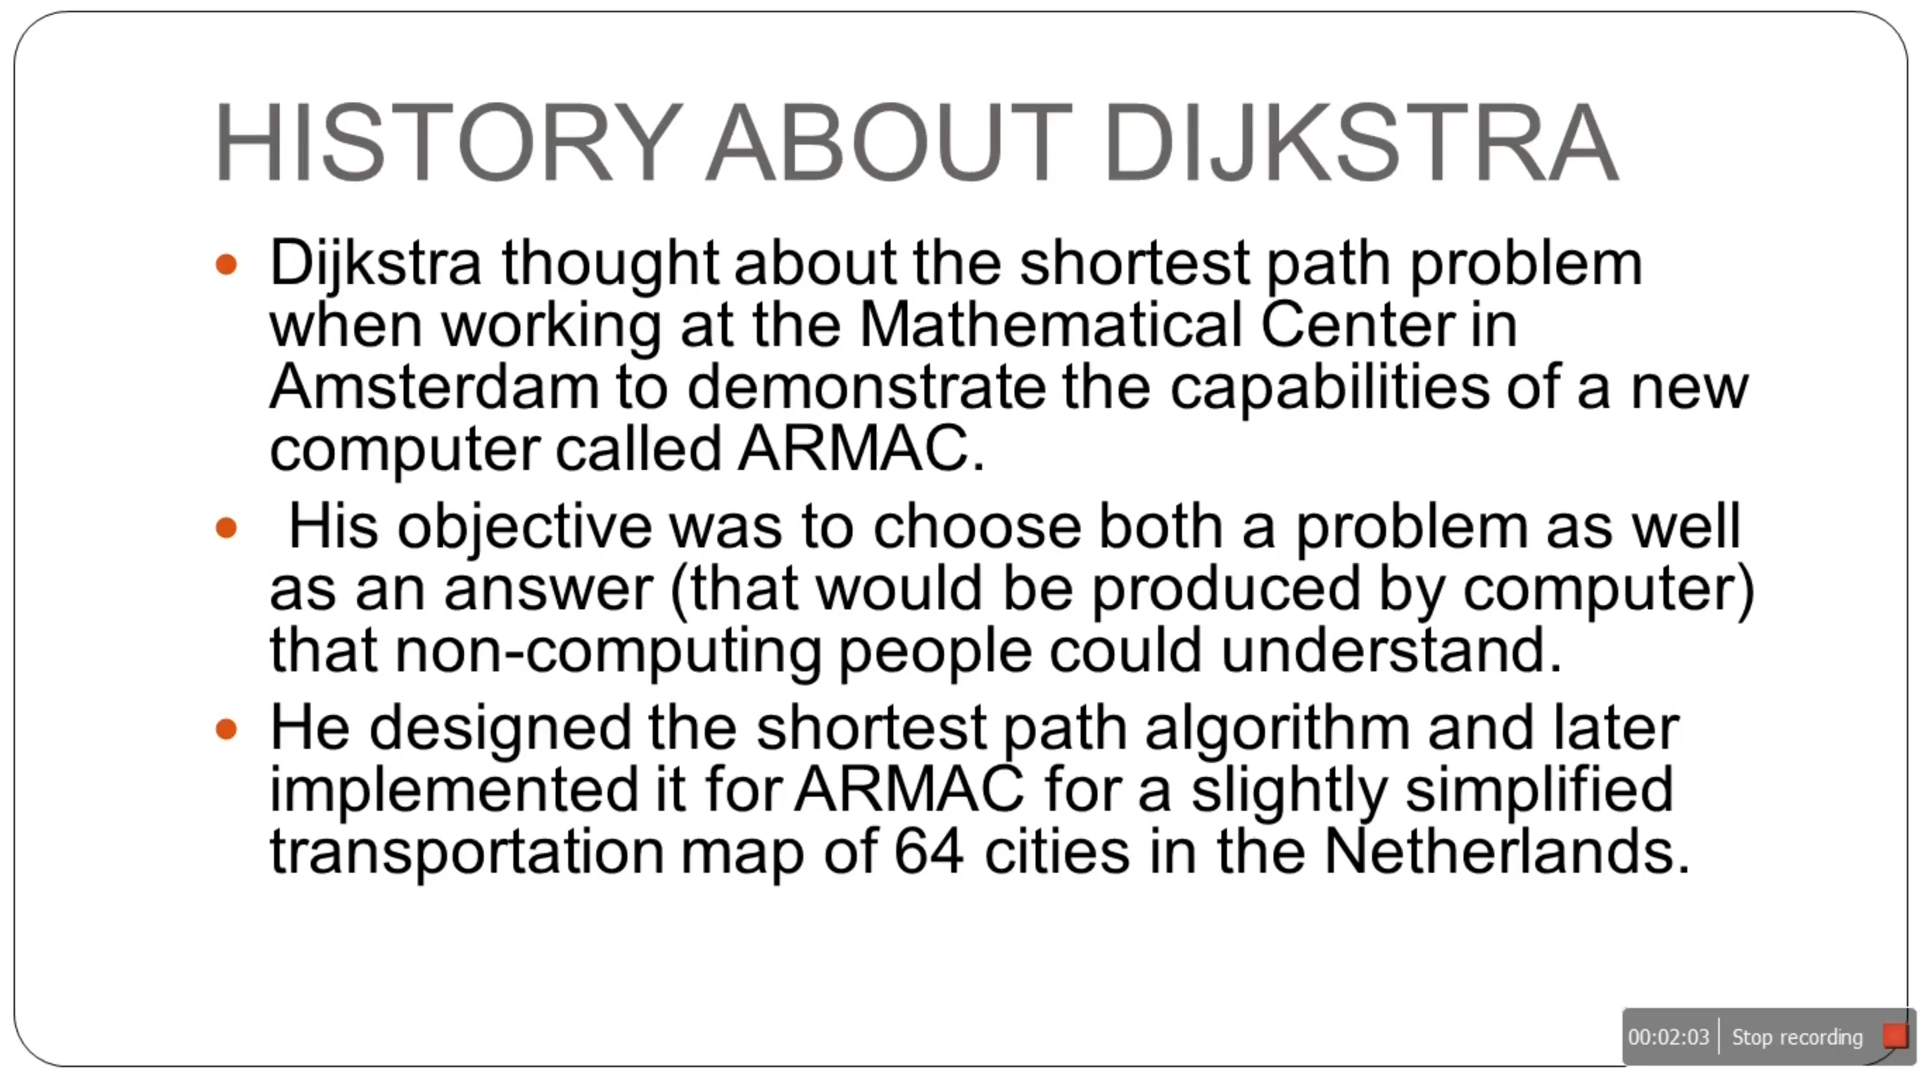 HISTORY ABOUT DIJKSTRA
• Dijkstra thought about the shortest path problem
when working at the Mathematical Center in
Amsterdam to demonstrate the capabilities of a new
computer called ARMAC.
• His objective was to choose both a problem as well
as an answer (that would be produced by computer)
that non-computing people could understand.
• He designed the shortest path algorithm and later
implemented it for ARMAC for a slightly simplified
transportation map of 64 cities in the Netherlands.
00:02:03 Stop recording